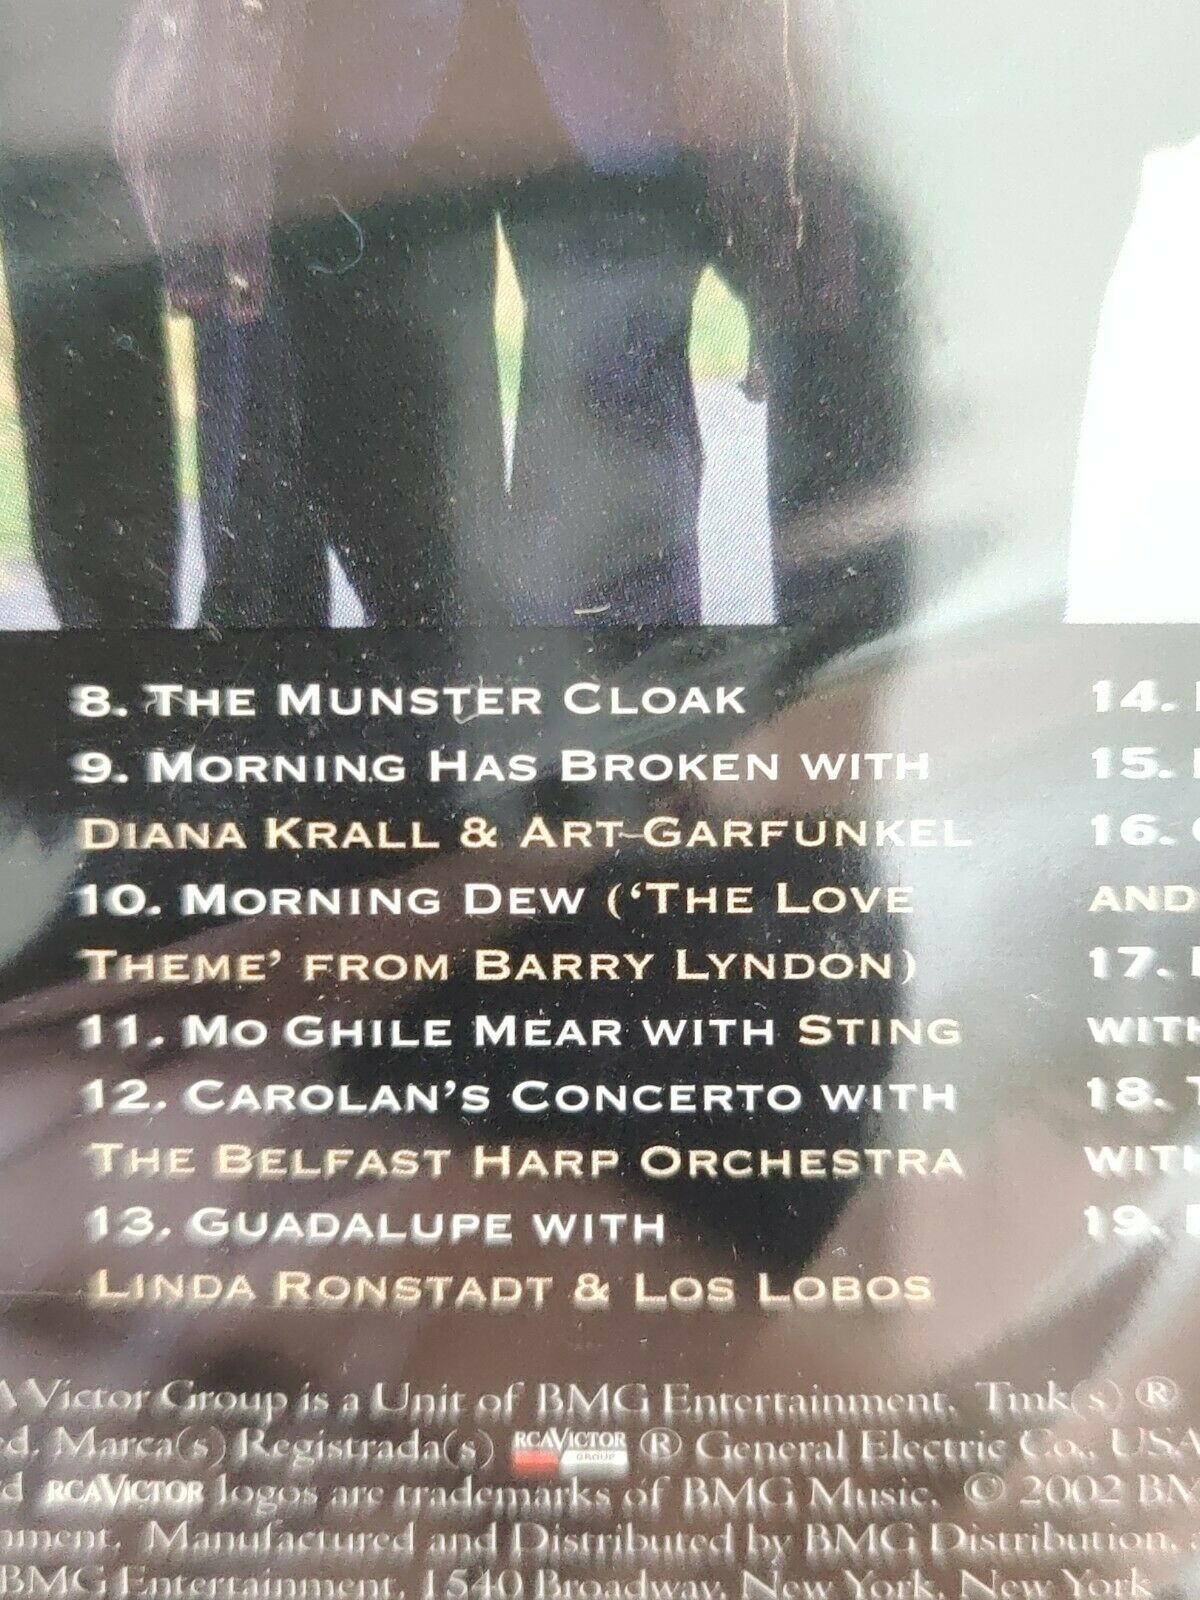 8. The Munster Cloak
9. Morning Has Broken with
Diana Krall & Art Garfunkel
10. Morning Dew ('The Love
Theme' from Barry Lyndon)
11. Mo Ghile Mear with Sting
12. Carolan's Concerto with
The Belfast Harp Orchestra
13. Guadalupe with
Linda Ronstadt & Los Lobos
14.
15.
16.
and
17.
with
18.
with
19.
A Victor Group is a Unit of BMG Entertainment. Tmk(s) ®
ed. Marca(s) Registrada(s) RCA Victor Group ® General Electric Co., USA
d RCA Victor logos are trademarks of BMG Music. © 2002 BM
nment. Manufactured and Distributed by BMG Distribution,
BMG Entertainment, 1540 Broadway, New York, New York